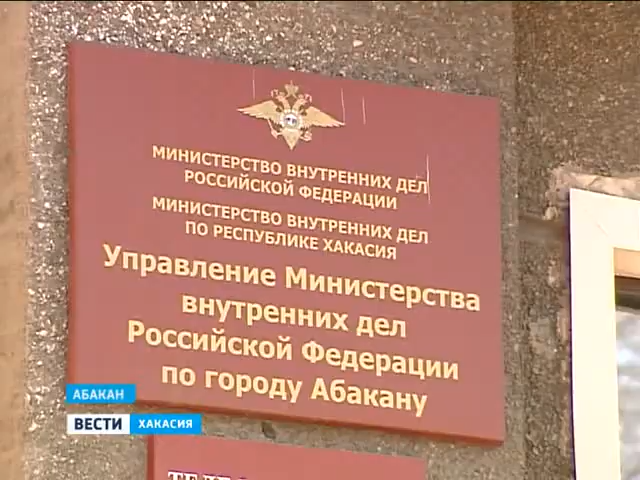 МИНИСТЕРСТВО ВНУТРЕННИХ ДЕЛ
РОССИЙСКОЙ ФЕДЕРАЦИИ
МИНИСТЕРСТВО ВНУТРЕННИХ ДЕЛ
ПО РЕСПУБЛИКЕ ХАКАСИЯ
Управление Министерства
внутренних дел
Российской Федерации
по городу Абакану
АБАКАН
ВЕСТИ ХАКАСИЯ